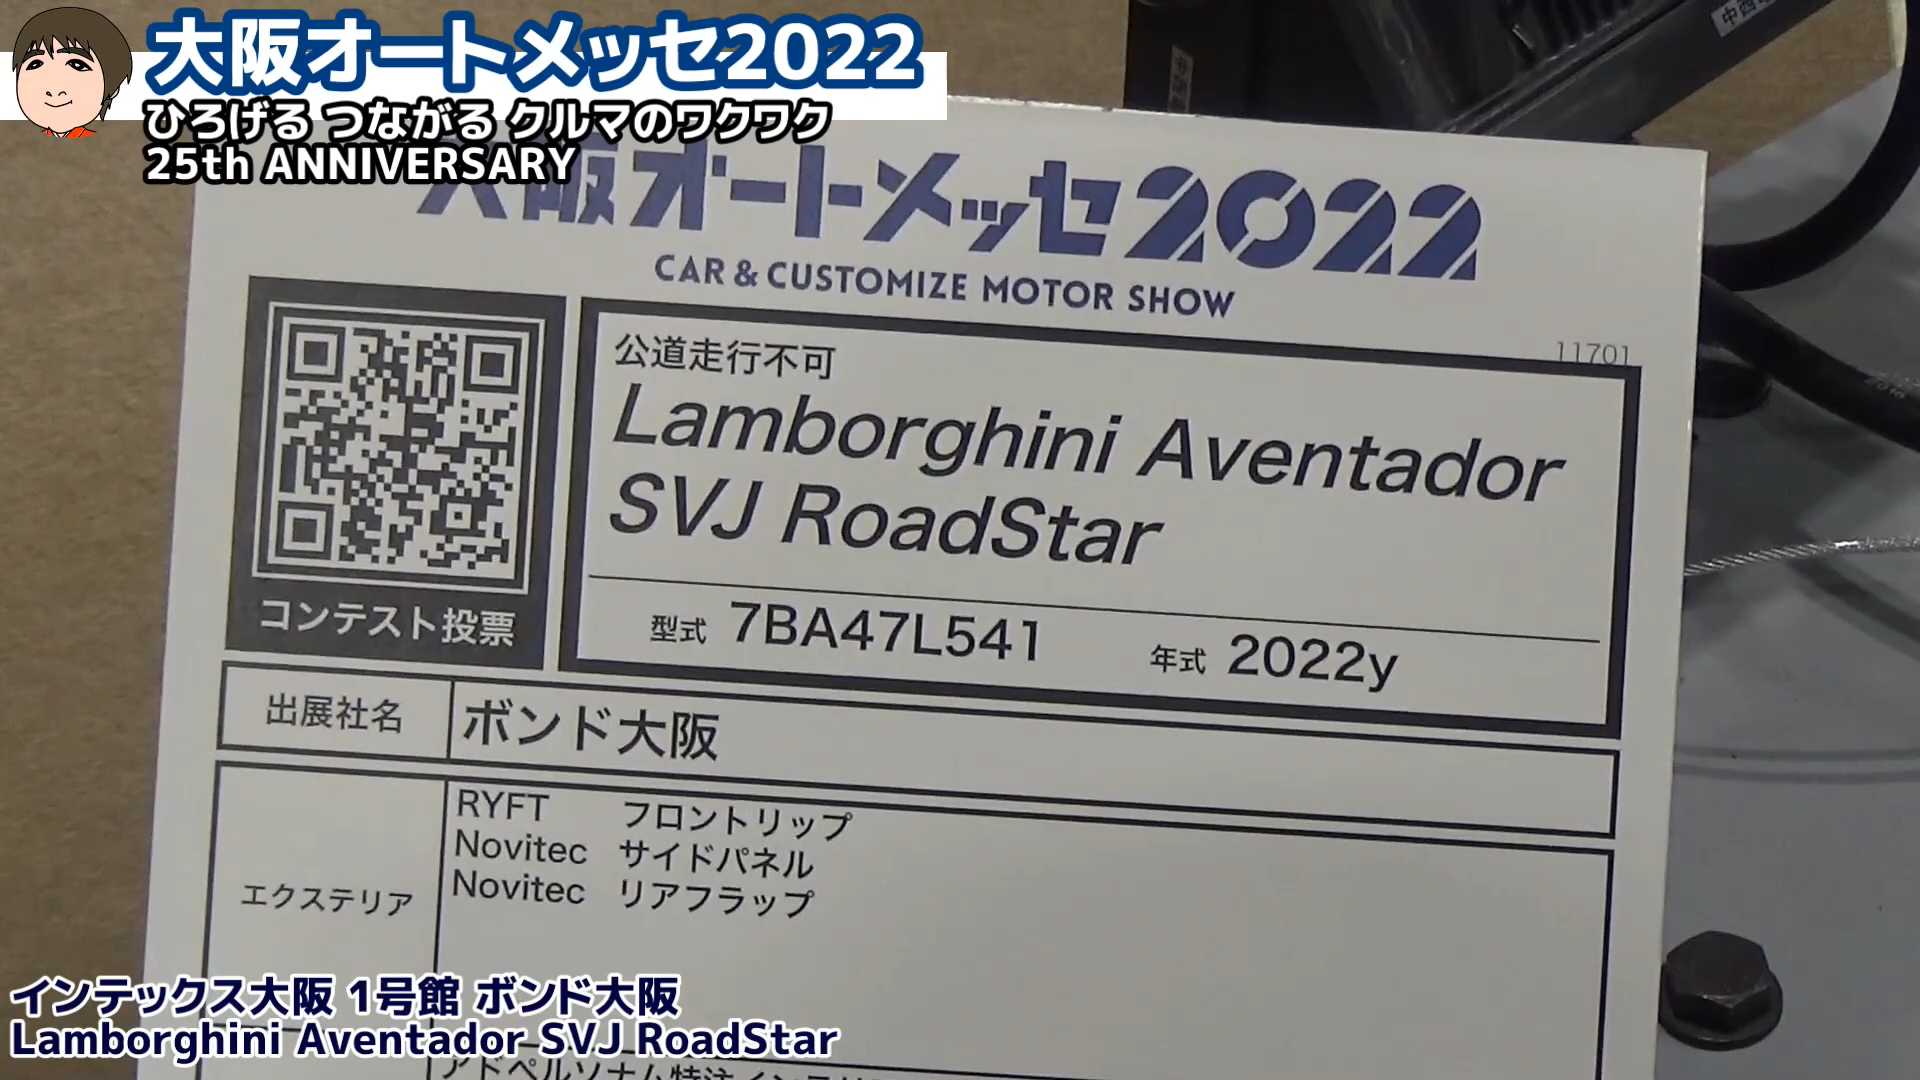 大阪オートメッセ2022
ひろげる つながる クルマのワクワク
25th ANNIVERSARY
大阪オートメッセ2022
CAR & CUSTOMIZE MOTOR SHOW
11701
公道走行不可
Lamborghini Aventador
SVJ RoadStar
型式 7BA47L541 年式 2022y
コンテスト投票
出展社名 ボンド大阪
エクステリア
RYFT フロントリップ
Novitec サイドパネル
Novitec リアフラップ
インテックス大阪 1号館 ボンド大阪
Lamborghini Aventador SVJ RoadStar